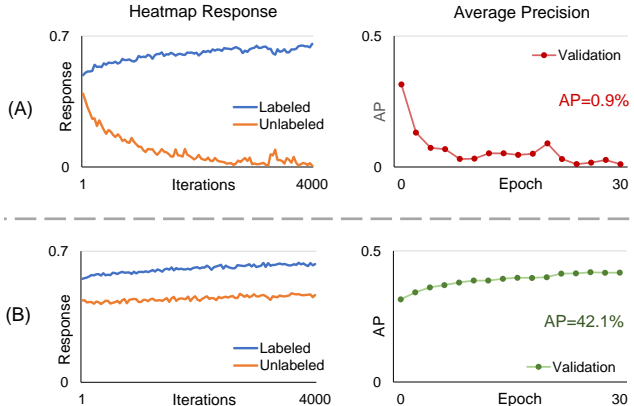 Heatmap Response
Average Precision
(A)
0.7
Response
Labeled
Unlabeled
0
1
Iterations
4000
0.5
Validation
AP
AP=0.9%
0
0
Epoch
30
(B)
0.7
Response
Labeled
Unlabeled
0
1
Iterations
4000
0.5
AP
AP=42.1%
Validation
0
0
Epoch
30